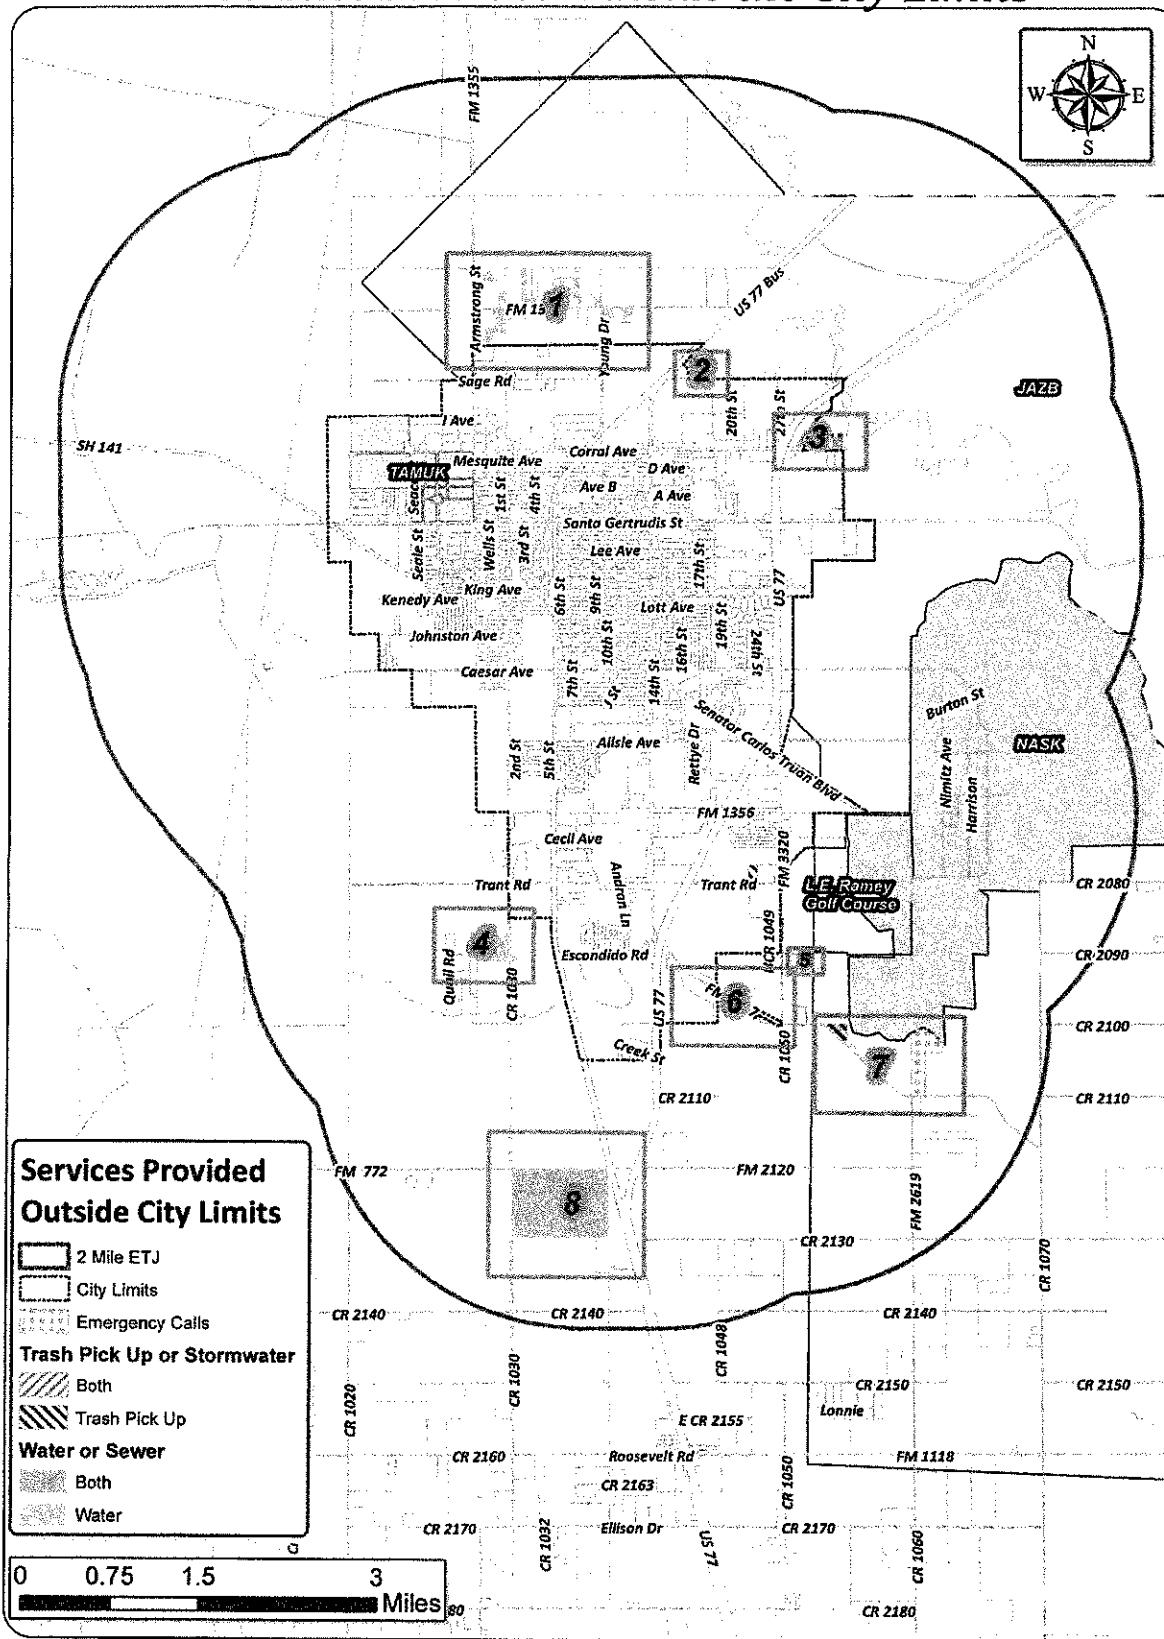 City Limits
N
W E
S
FM 1355
US 77 Bus
Armstrong St
1
Young Dr
2
Sage Rd
JAZB
20th St
27th St
3
I Ave
SH 141
Corral Ave
Mesquite Ave
D Ave
TAMUK
Ave B
A Ave
1st St
4th St
Santa Gertrudis St
Seale St
Wells St
3rd St
Lee Ave
17th St
US 77
King Ave
Kenedy Ave
6th St
9th St
Lott Ave
Johnston Ave
10th St
16th St
19th St
24th St
Caesar Ave
7th St
J St
14th St
Burton St
Senator Carlos Truan Blvd
2nd St
5th St
Ailsie Ave
Rettye Dr
NASK
Nimitz Ave
Harrison
FM 1356
Cecil Ave
FM 3320
Trant Rd
Andron Ln
Trant Rd
L.E. Ramey
Golf Course
CR 2080
4
Quail Rd
CR 1030
Escondido Rd
CR 1049
5
CR 2090
US 77
6
CR 2100
Creek St
CR 1050
7
CR 2110
CR 2110
FM 772
8
FM 2120
FM 2619
CR 2130
CR 1070
Services Provided
Outside City Limits
2 Mile ETJ
City Limits
Emergency Calls
Trash Pick Up or Stormwater
Both
Trash Pick Up
Water or Sewer
Both
Water
CR 2140
CR 2140
CR 2140
CR 1048
CR 1020
CR 1030
CR 2150
CR 2150
Lonnie
E CR 2155
CR 2160
Roosevelt Rd
FM 1118
CR 2163
CR 1050
CR 2170
CR 1032
Ellison Dr
US 77
CR 2170
CR 1060
0 0.75 1.5 3
Miles
80
CR 2180